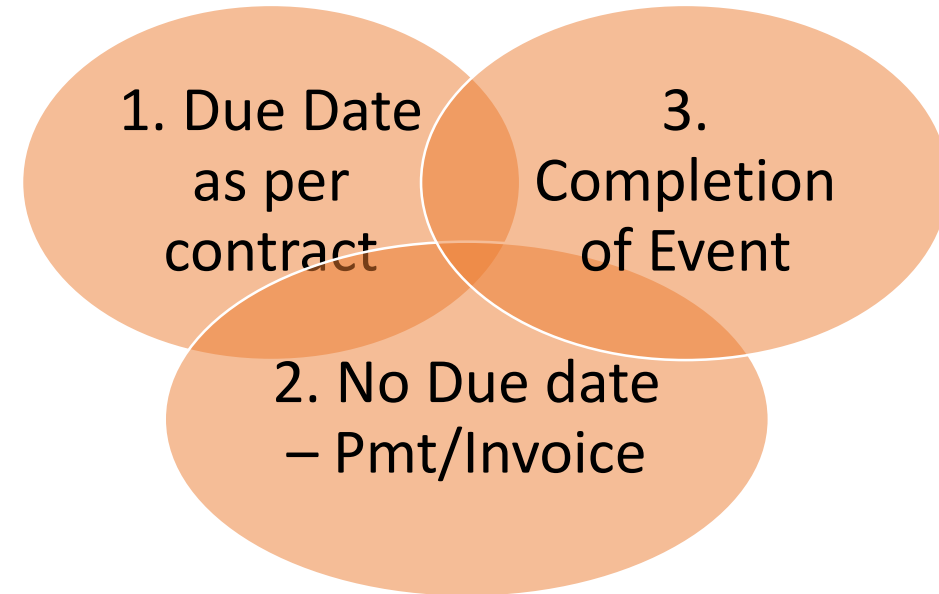 1. Due Date
as per
contract
3.
Completion
of Event
2. No Due date
– Pmt/Invoice